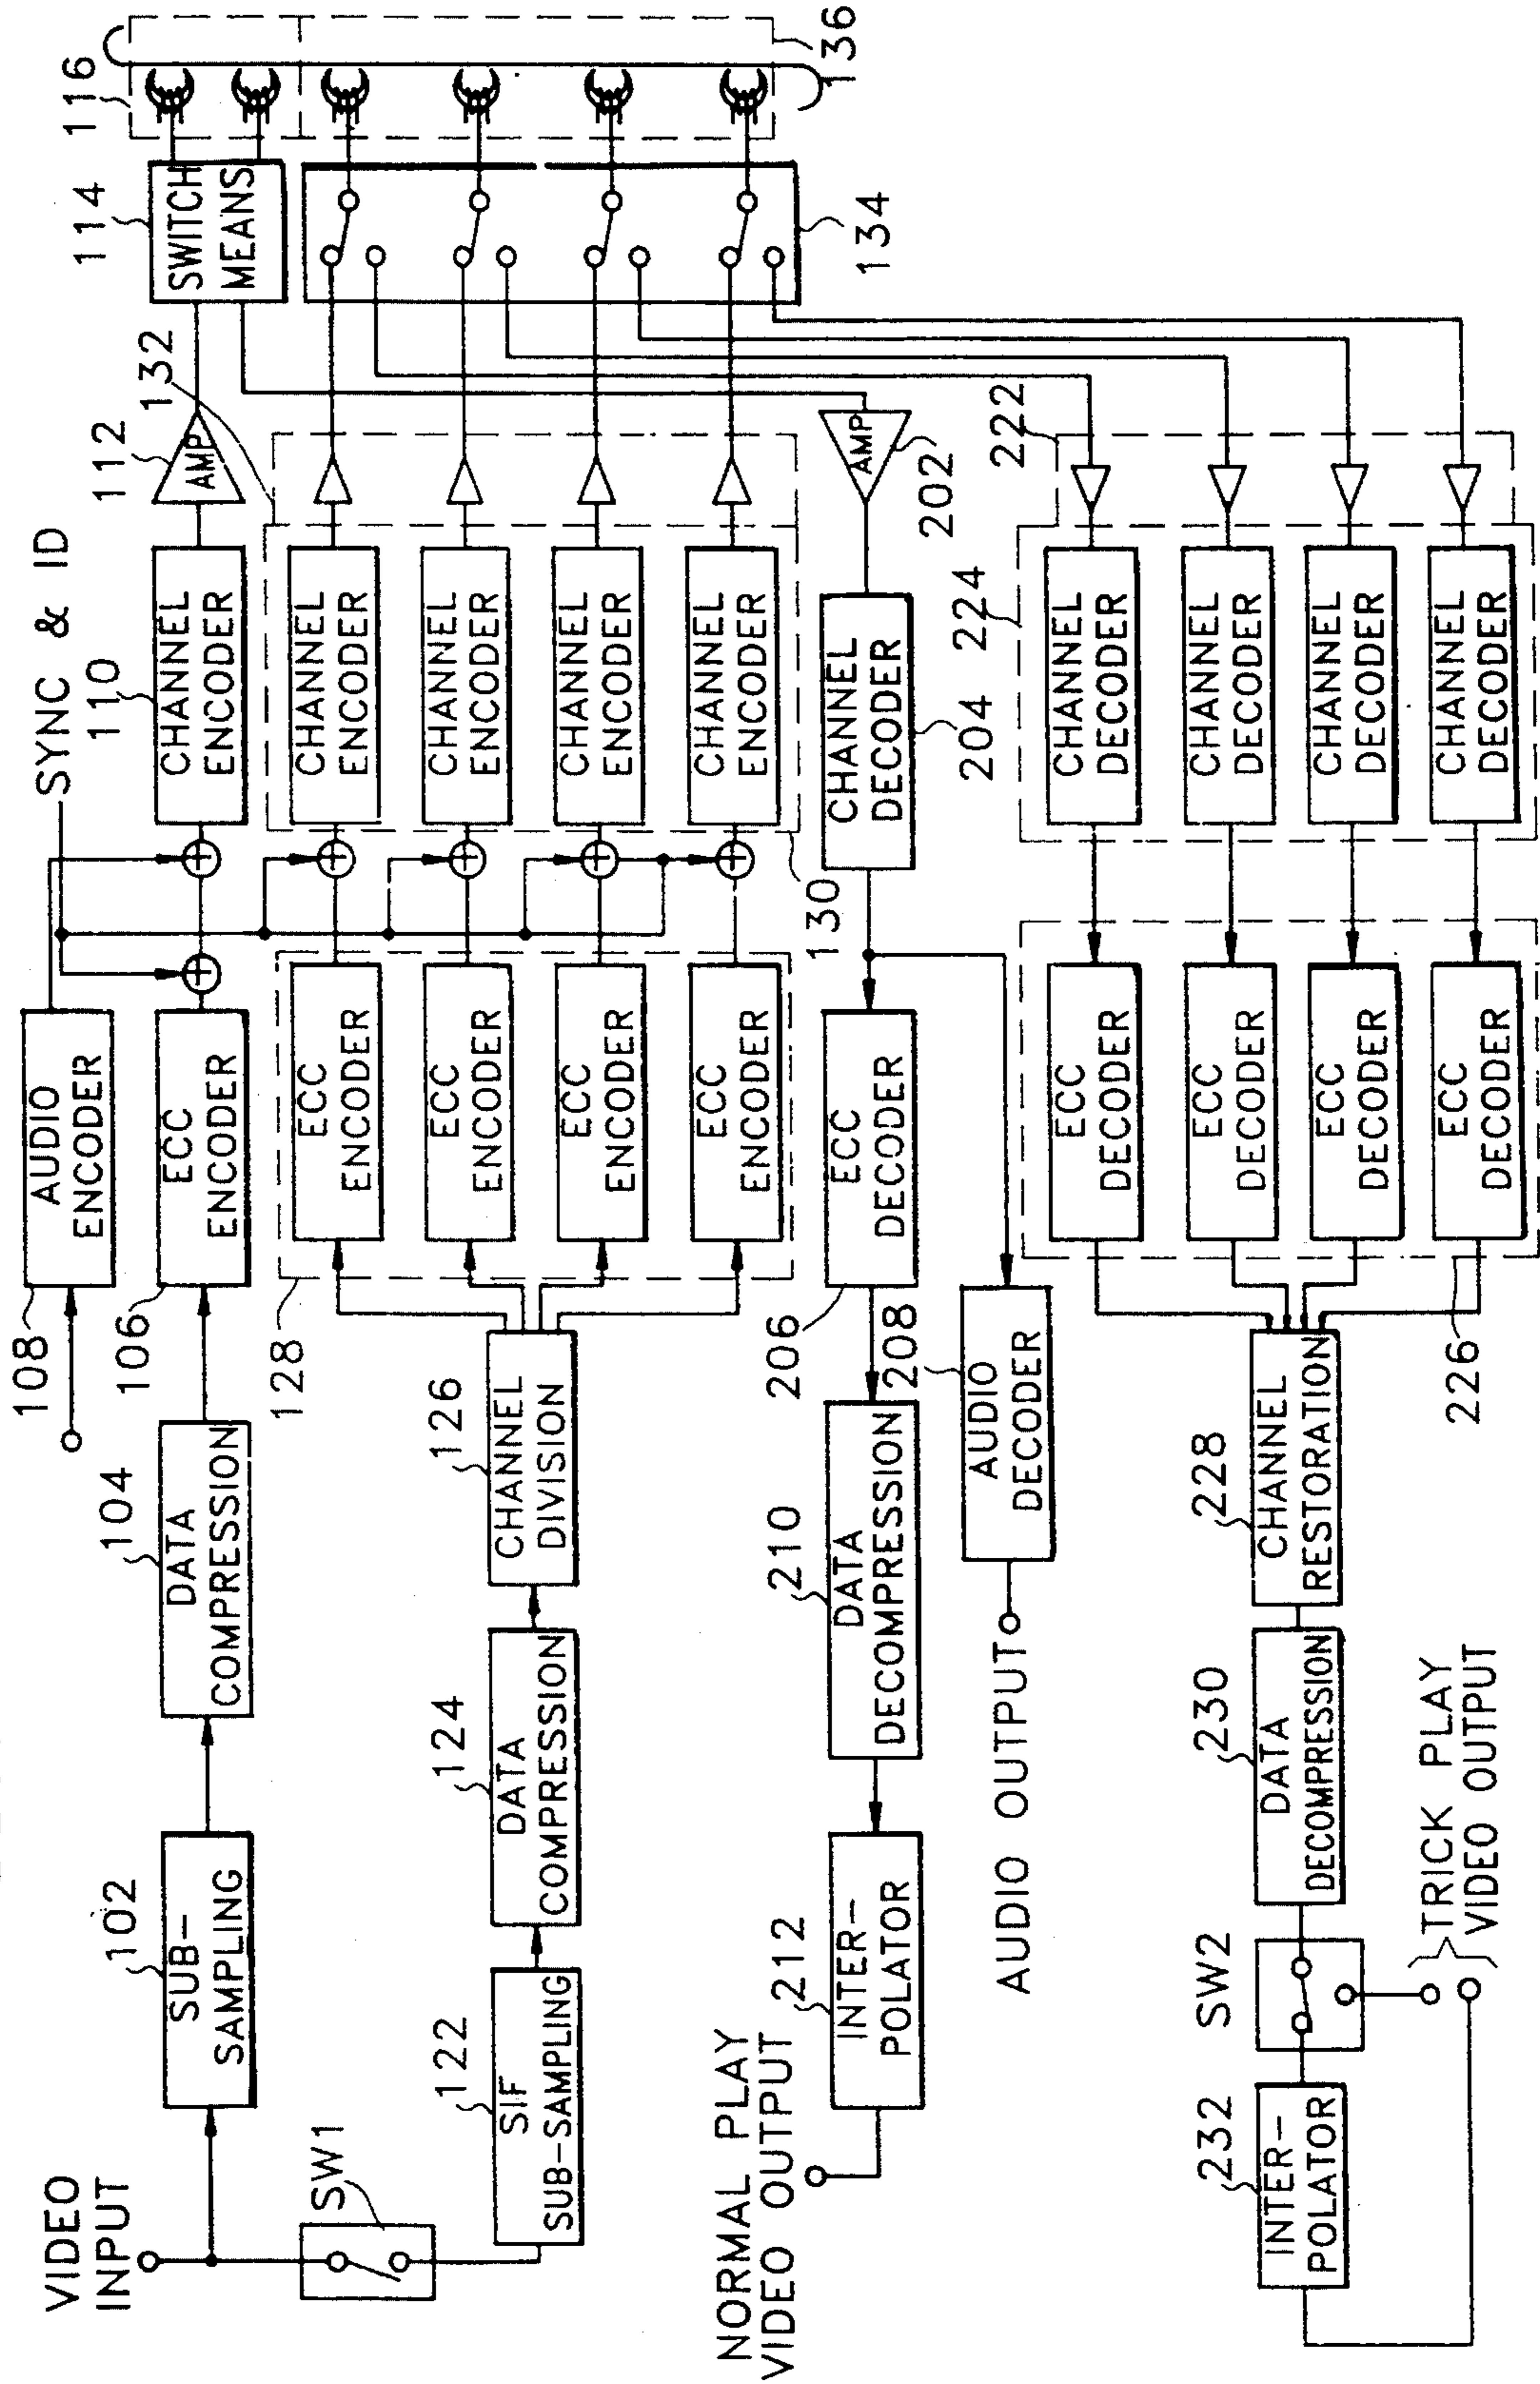 VIDEO
INPUT
SW1
102
SUB-
SAMPLING
104
DATA
COMPRESSION
108
AUDIO
ENCODER
106
ECC
ENCODER
SYNC & ID
110
CHANNEL
ENCODER
112
AMP
114
SWITCH
MEANS
116
122
SIF
SUB-SAMPLING
124
DATA
COMPRESSION
126
CHANNEL
DIVISION
128
ECC
ENCODER
ECC
ENCODER
ECC
ENCODER
ECC
ENCODER
130
CHANNEL
ENCODER
CHANNEL
ENCODER
CHANNEL
ENCODER
CHANNEL
ENCODER
132
134
136
NORMAL PLAY
VIDEO OUTPUT
212
INTER-
POLATOR
210
DATA
DECOMPRESSION
206
ECC
DECODER
204
CHANNEL
DECODER
202
AMP
AUDIO OUTPUT
208
AUDIO
DECODER
232
INTER-
POLATOR
SW2
TRICK PLAY
VIDEO OUTPUT
230
DATA
DECOMPRESSION
228
CHANNEL
RESTORATION
226
ECC
DECODER
ECC
DECODER
ECC
DECODER
ECC
DECODER
224
CHANNEL
DECODER
CHANNEL
DECODER
CHANNEL
DECODER
CHANNEL
DECODER
222